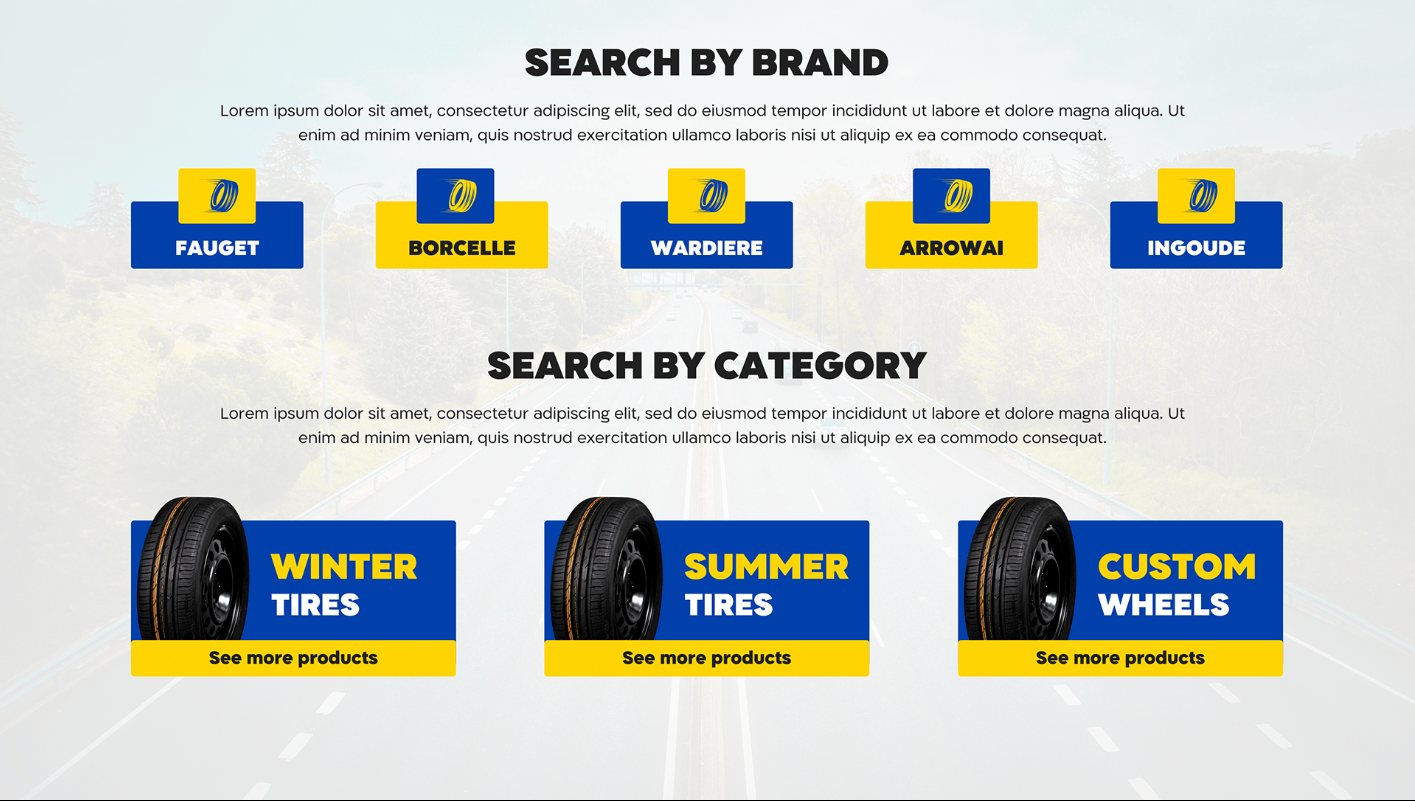 SEARCH BY BRAND
Lorem ipsum dolor sit amet, consectetur adipiscing elit, sed do eiusmod tempor incididunt ut labore et dolore magna aliqua. Ut
enim ad minim veniam, quis nostrud exercitation ullamco laboris nisi ut aliquip ex ea commodo consequat.
FAUGET
BORCELLE
WARDIERE
ARROWAI
INGOUDE
SEARCH BY CATEGORY
Lorem ipsum dolor sit amet, consectetur adipiscing elit, sed do eiusmod tempor incididunt ut labore et dolore magna aliqua. Ut
enim ad minim veniam, quis nostrud exercitation ullamco laboris nisi ut aliquip ex ea commodo consequat.
WINTER
TIRES
See more products
SUMMER
TIRES
See more products
CUSTOM
WHEELS
See more products